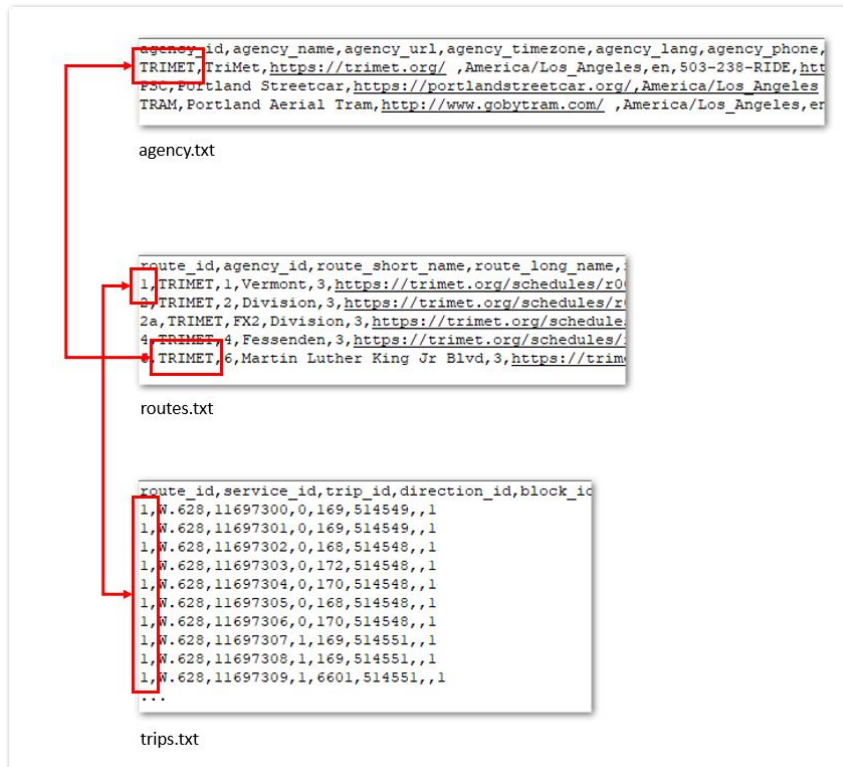 agency_id,agency_name,agency_url,agency_timezone,agency_lang,agency_phone,
TRIMET,TriMet,https://trimet.org/ ,America/Los_Angeles,en,503-238-RIDE,htt
PSC,Portland Streetcar,https://portlandstreetcar.org/,America/Los_Angeles
TRAM,Portland Aerial Tram,http://www.gobytram.com/ ,America/Los_Angeles,en
agency.txt
route_id,agency_id,route_short_name,route_long_name,
1,TRIMET,1,Vermont,3,https://trimet.org/schedules/r0
2,TRIMET,2,Division,3,https://trimet.org/schedules/r
2a,TRIMET,FX2,Division,3,https://trimet.org/schedule
4,TRIMET,4,Fessenden,3,https://trimet.org/schedules/
6,TRIMET,6,Martin Luther King Jr Blvd,3,https://trim
routes.txt
route_id,service_id,trip_id,direction_id,block_id
1,W.628,11697300,0,169,514549,,1
1,W.628,11697301,0,169,514549,,1
1,W.628,11697302,0,168,514548,,1
1,W.628,11697303,0,172,514548,,1
1,W.628,11697304,0,170,514548,,1
1,W.628,11697305,0,168,514548,,1
1,W.628,11697306,0,170,514548,,1
1,W.628,11697307,1,169,514551,,1
1,W.628,11697308,1,169,514551,,1
1,W.628,11697309,1,6601,514551,,1
...
trips.txt